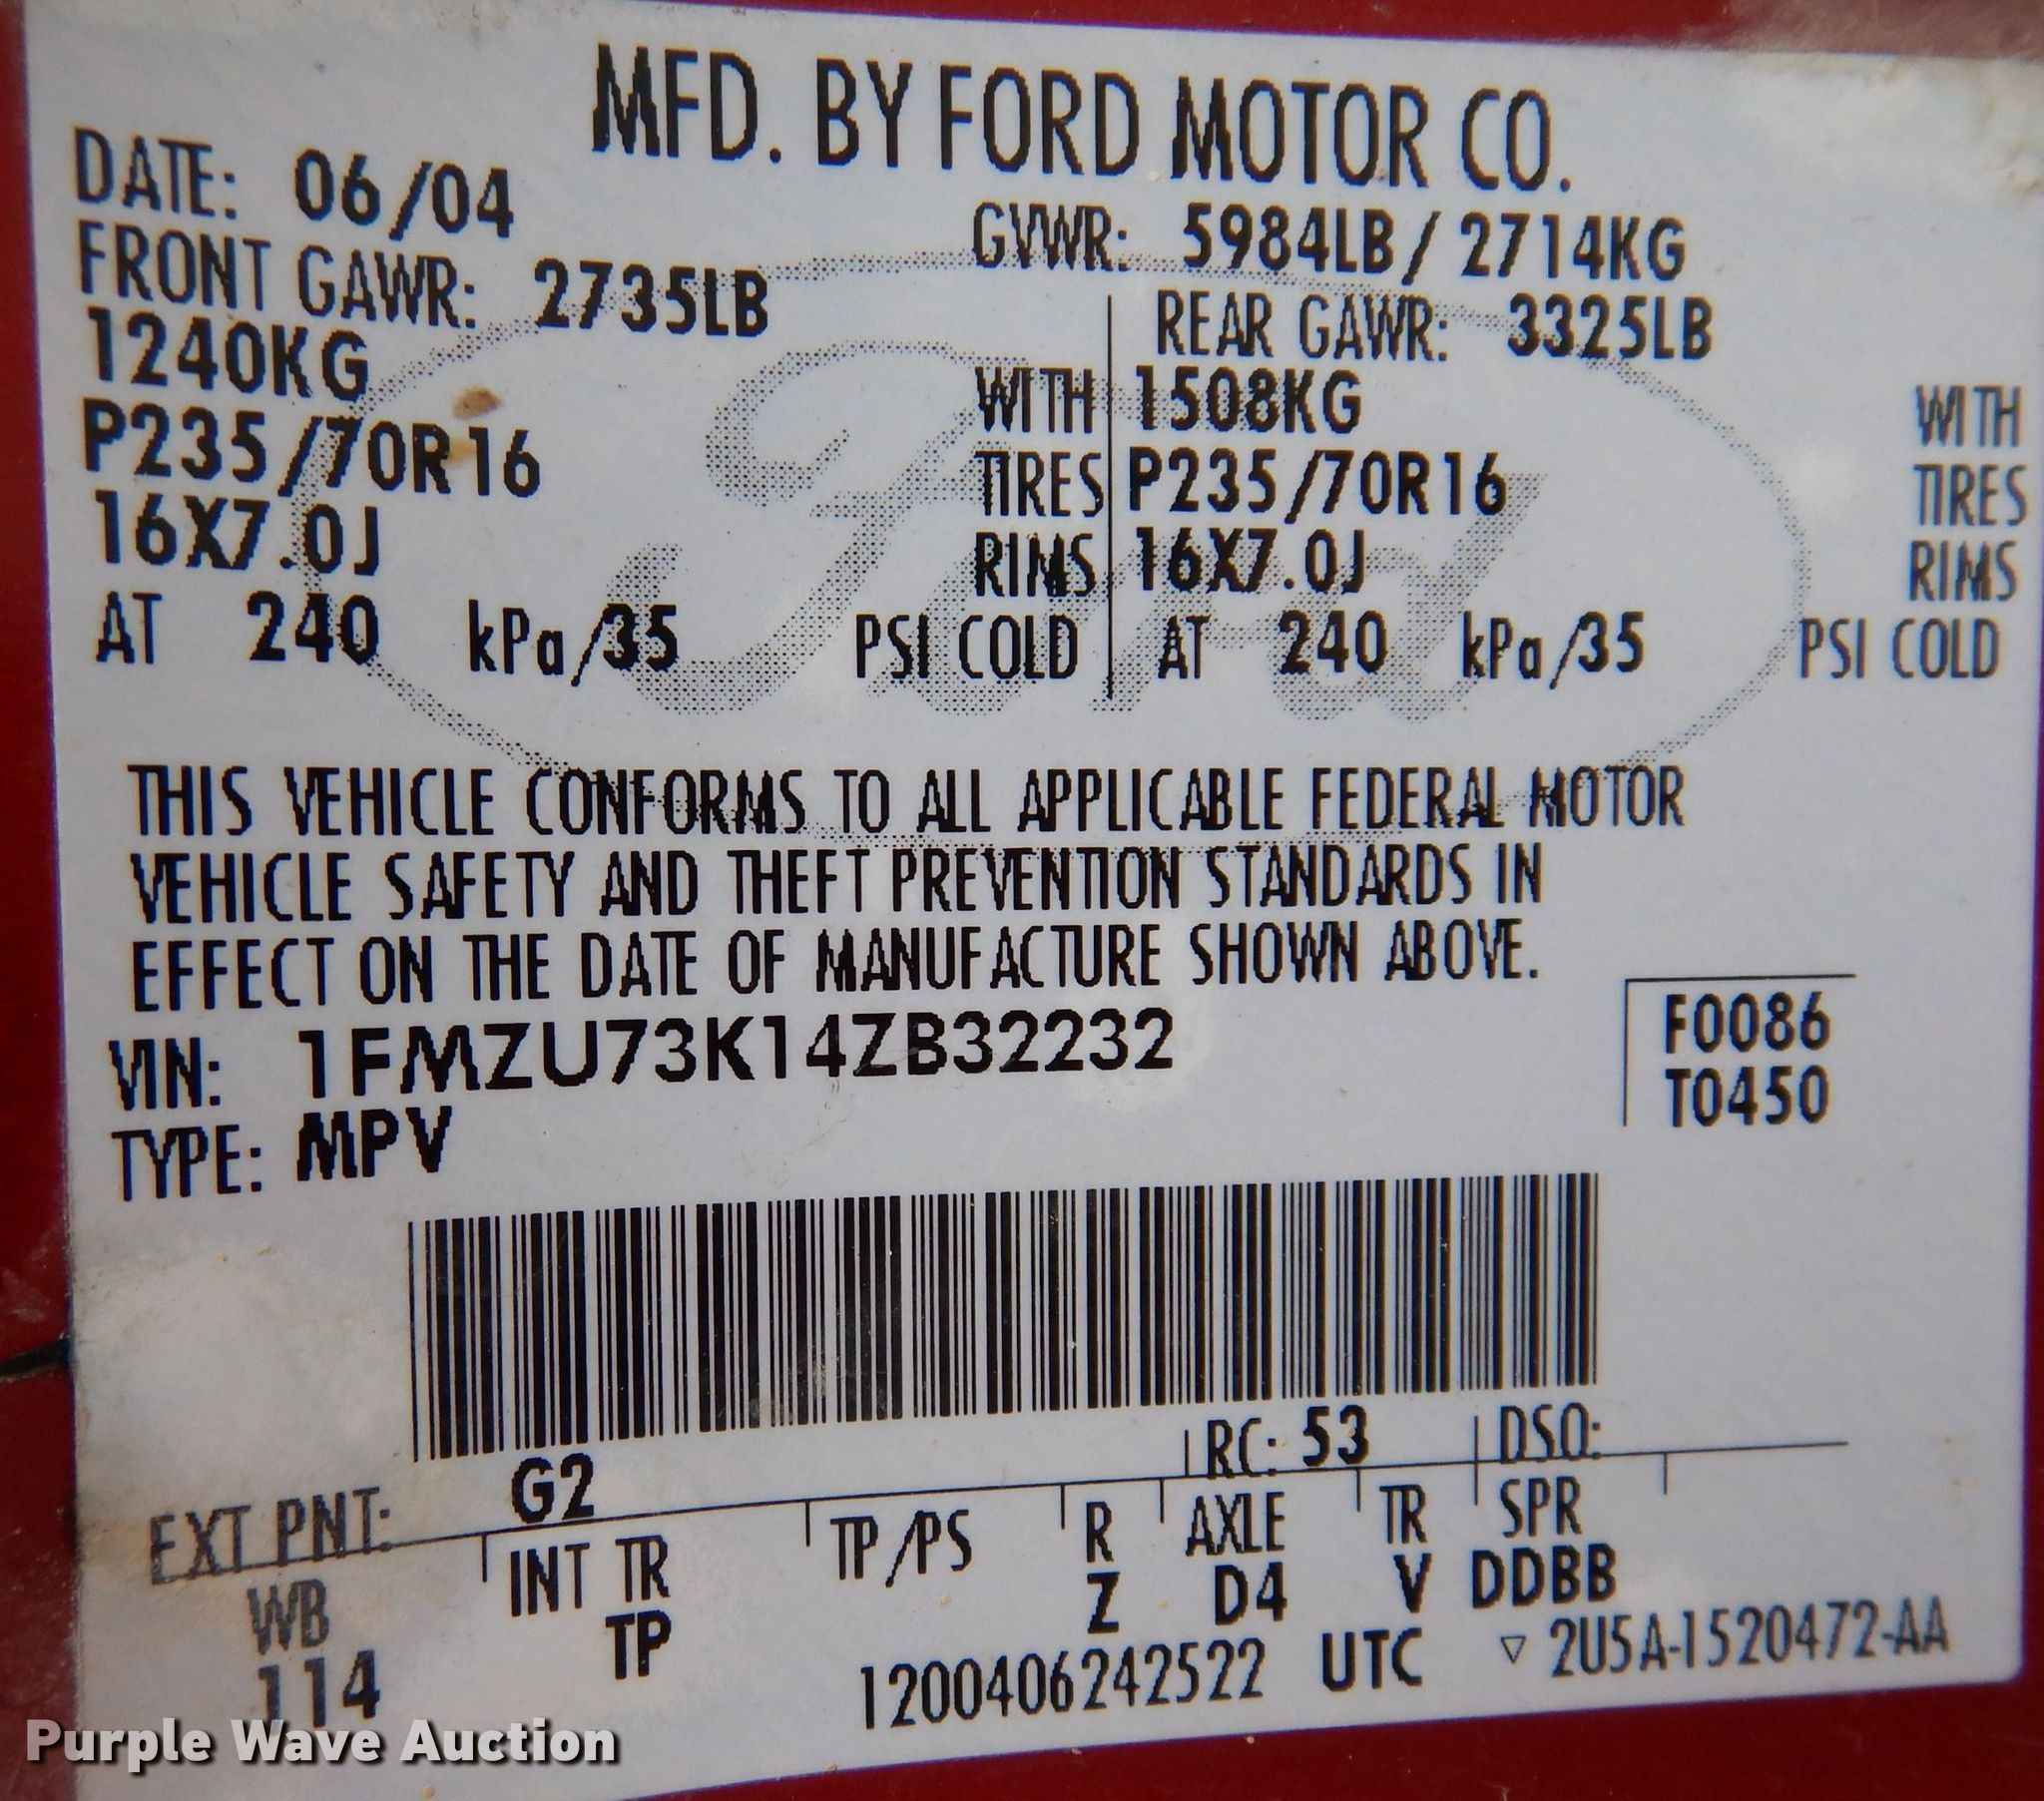 MFD. BY FORD MOTOR CO.
DATE: 06/04
GVWR: 5984LB/ 2714KG
FRONT GAWR: 2735LB
1240KG WITH
P235/70R16 TIRES
16X7.0J RIMS
AT 240 kPa/35 PSI COLD
REAR GAWR: 3325LB
1508KG WITH
P235/70R16 TIRES
16X7.0J RIMS
AT 240 kPa/35 PSI COLD
Ford
THIS VEHICLE CONFORMS TO ALL APPLICABLE FEDERAL MOTOR
VEHICLE SAFETY AND THEFT PREVENTION STANDARDS IN
EFFECT ON THE DATE OF MANUFACTURE SHOWN ABOVE.
VIN: 1FMZU73K14ZB32232
F0086
T0450
TYPE: MPV
EXT PNT: G2 RC: 53 DSO:
WB INT TR TP/PS R AXLE TR SPR
114 TP Z D4 V DDBB
1200406242522 UTC ▽ 2U5A-1520472-AA
Purple Wave Auction